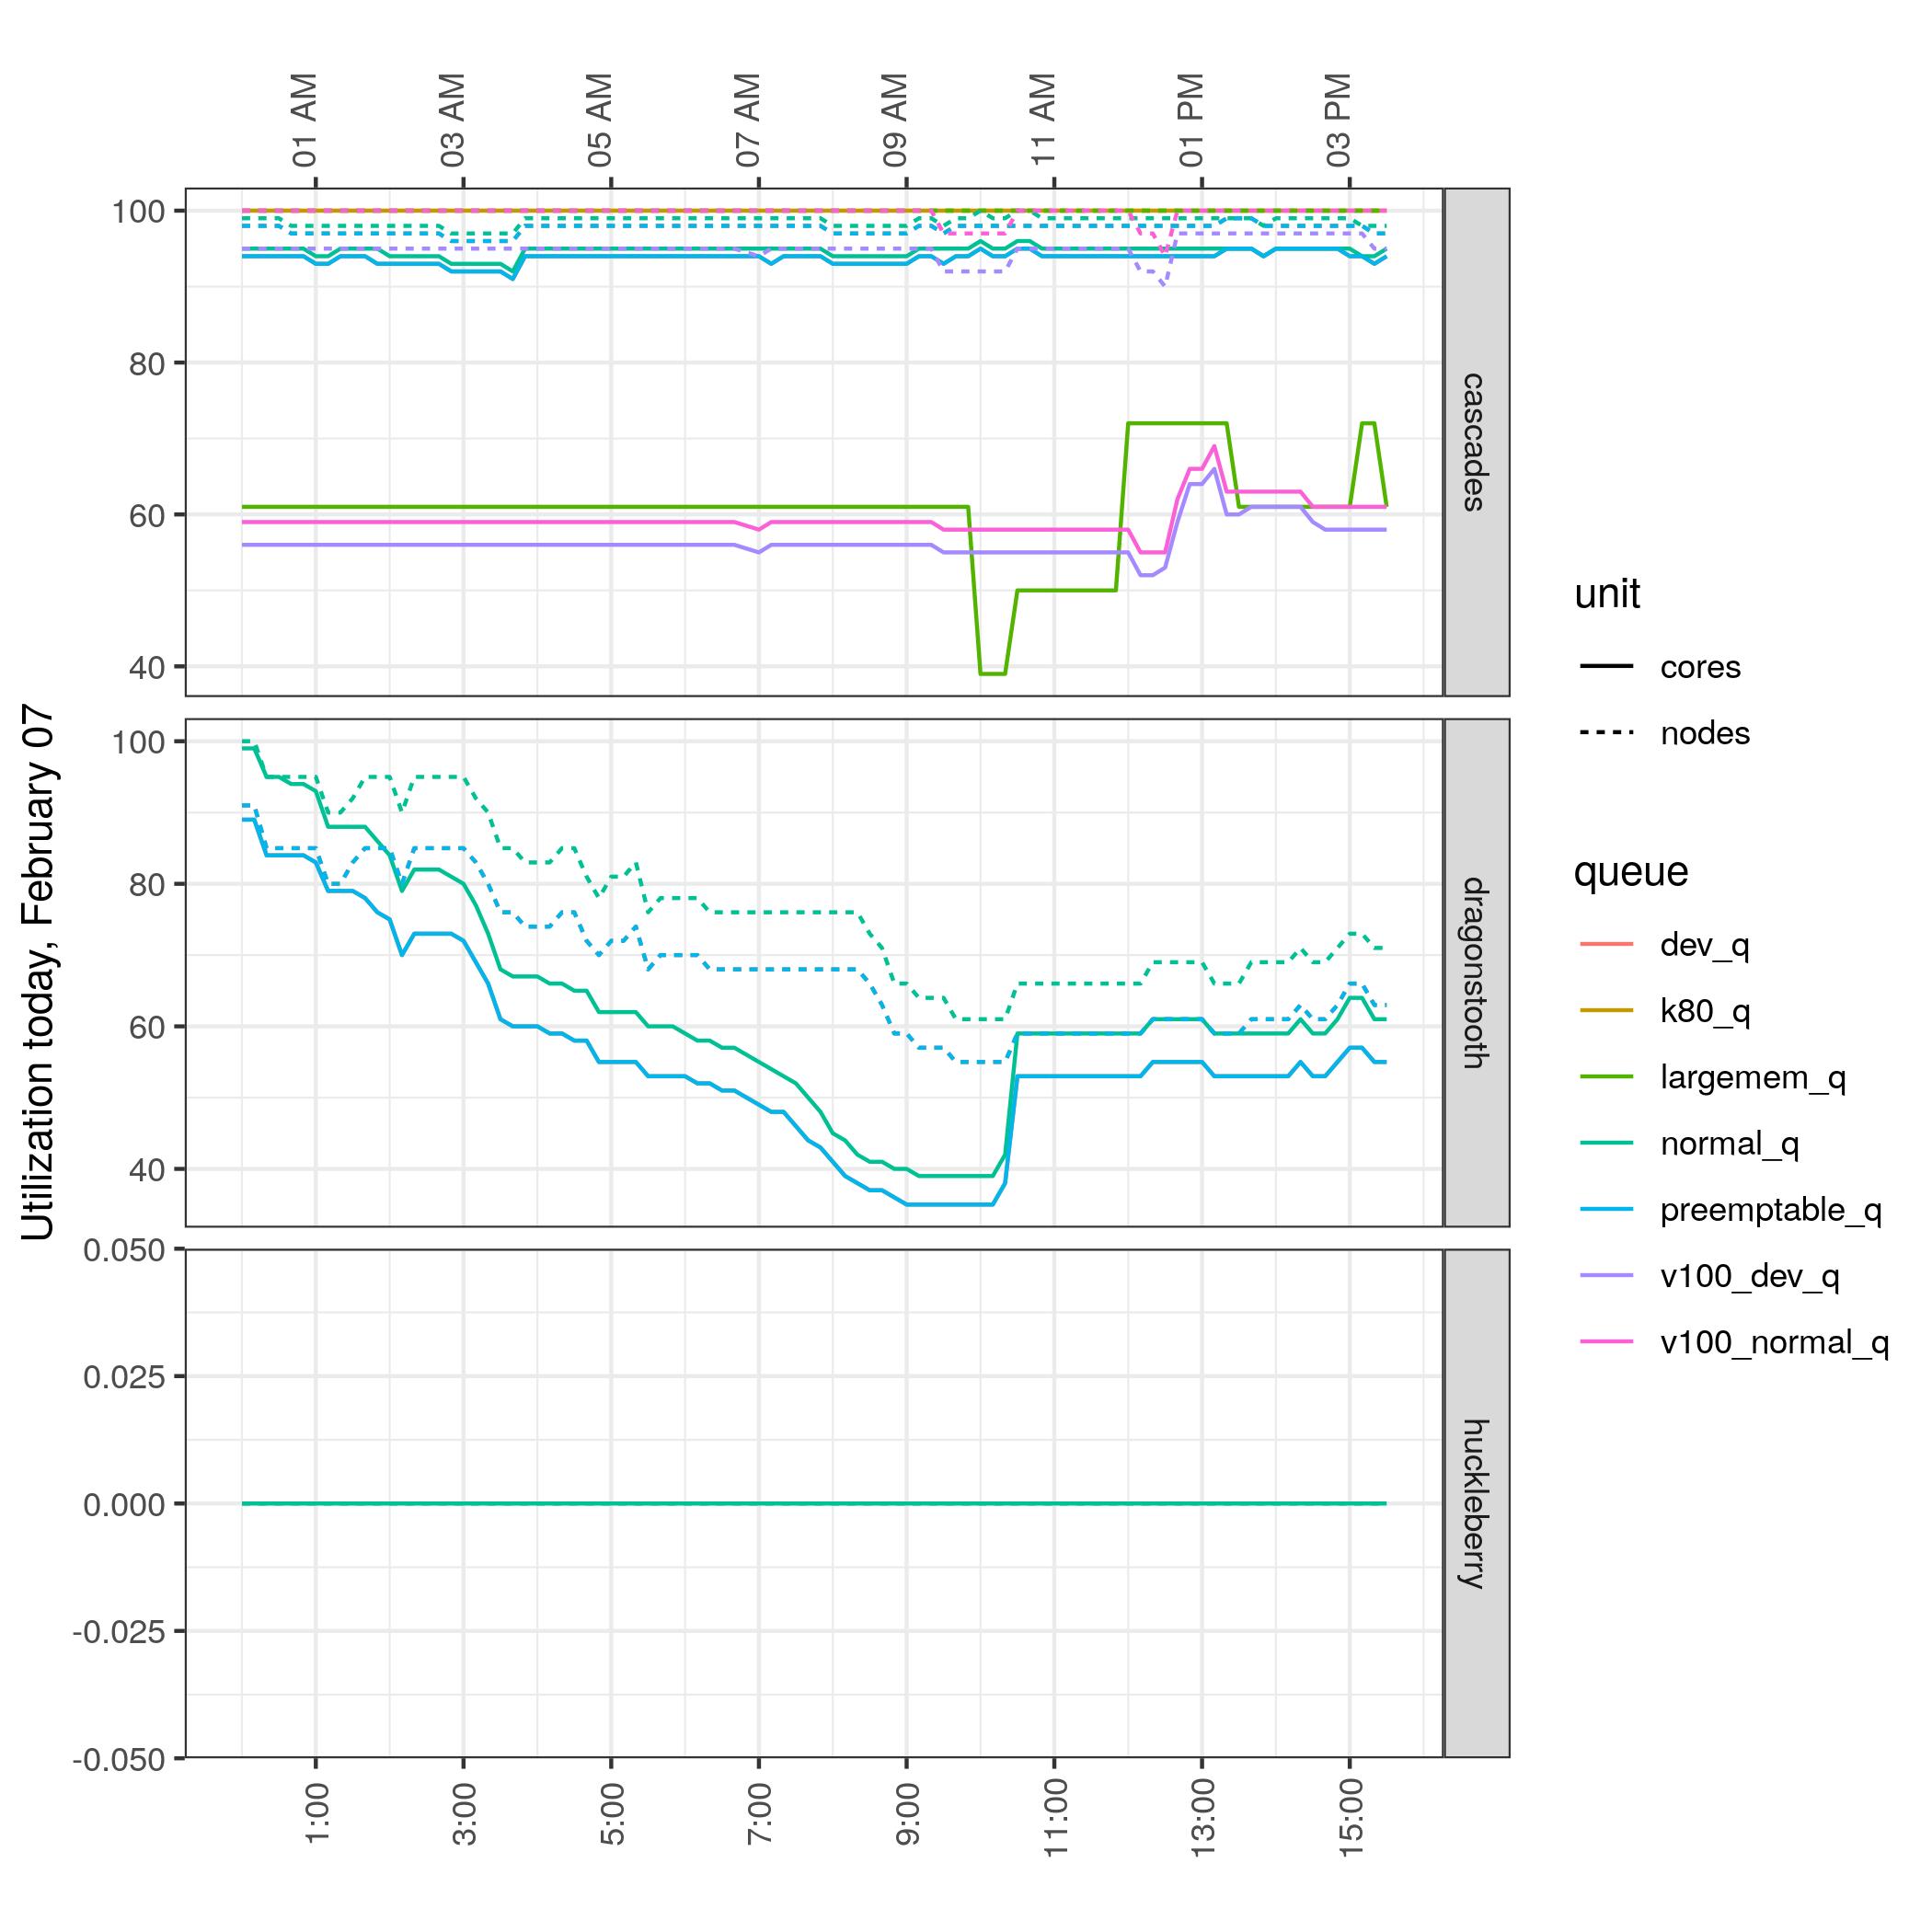 01 AM
03 AM
05 AM
07 AM
09 AM
11 AM
01 PM
03 PM
Utilization today, February 07
100
80
60
40
cascades
100
80
60
40
dragonstooth
0.050
0.025
0.000
-0.025
-0.050
huckleberry
1:00
3:00
5:00
7:00
9:00
11:00
13:00
15:00
unit
cores
nodes
queue
dev_q
k80_q
largemem_q
normal_q
preemptable_q
v100_dev_q
v100_normal_q